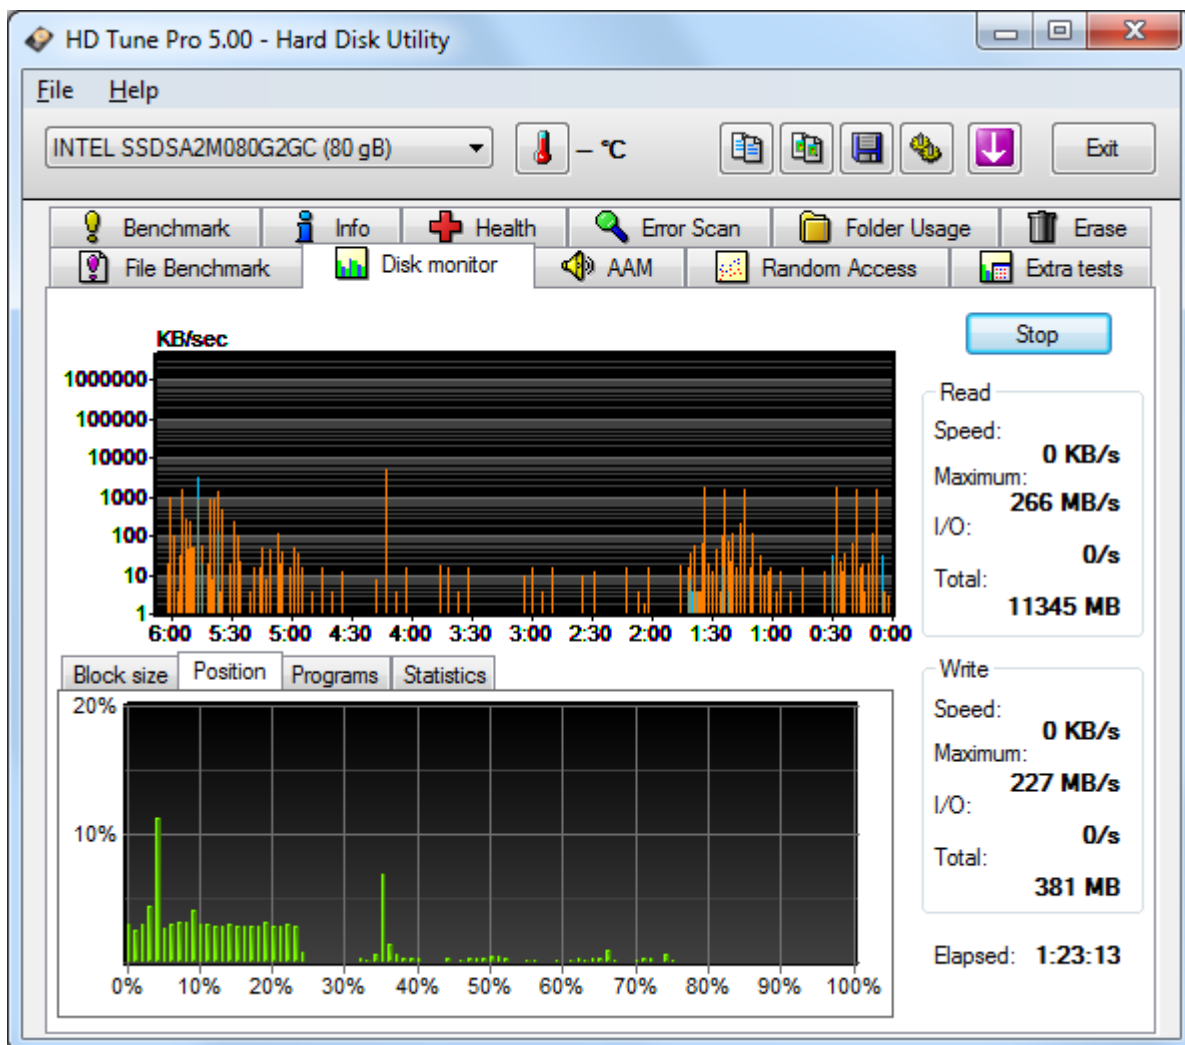 HD Tune Pro 5.00 - Hard Disk Utility
File Help
INTEL SSDSA2M080G2GC (80 gB)
– °C
Exit
Benchmark Info Health Error Scan Folder Usage Erase
File Benchmark Disk monitor AAM Random Access Extra tests
KB/sec
1000000
100000
10000
1000
100
10
1
6:00 5:30 5:00 4:30 4:00 3:30 3:00 2:30 2:00 1:30 1:00 0:30 0:00
Stop
Read
Speed:
0 KB/s
Maximum:
266 MB/s
I/O:
0/s
Total:
11345 MB
Block size Position Programs Statistics
20%
10%
0% 10% 20% 30% 40% 50% 60% 70% 80% 90% 100%
Write
Speed:
0 KB/s
Maximum:
227 MB/s
I/O:
0/s
Total:
381 MB
Elapsed: 1:23:13